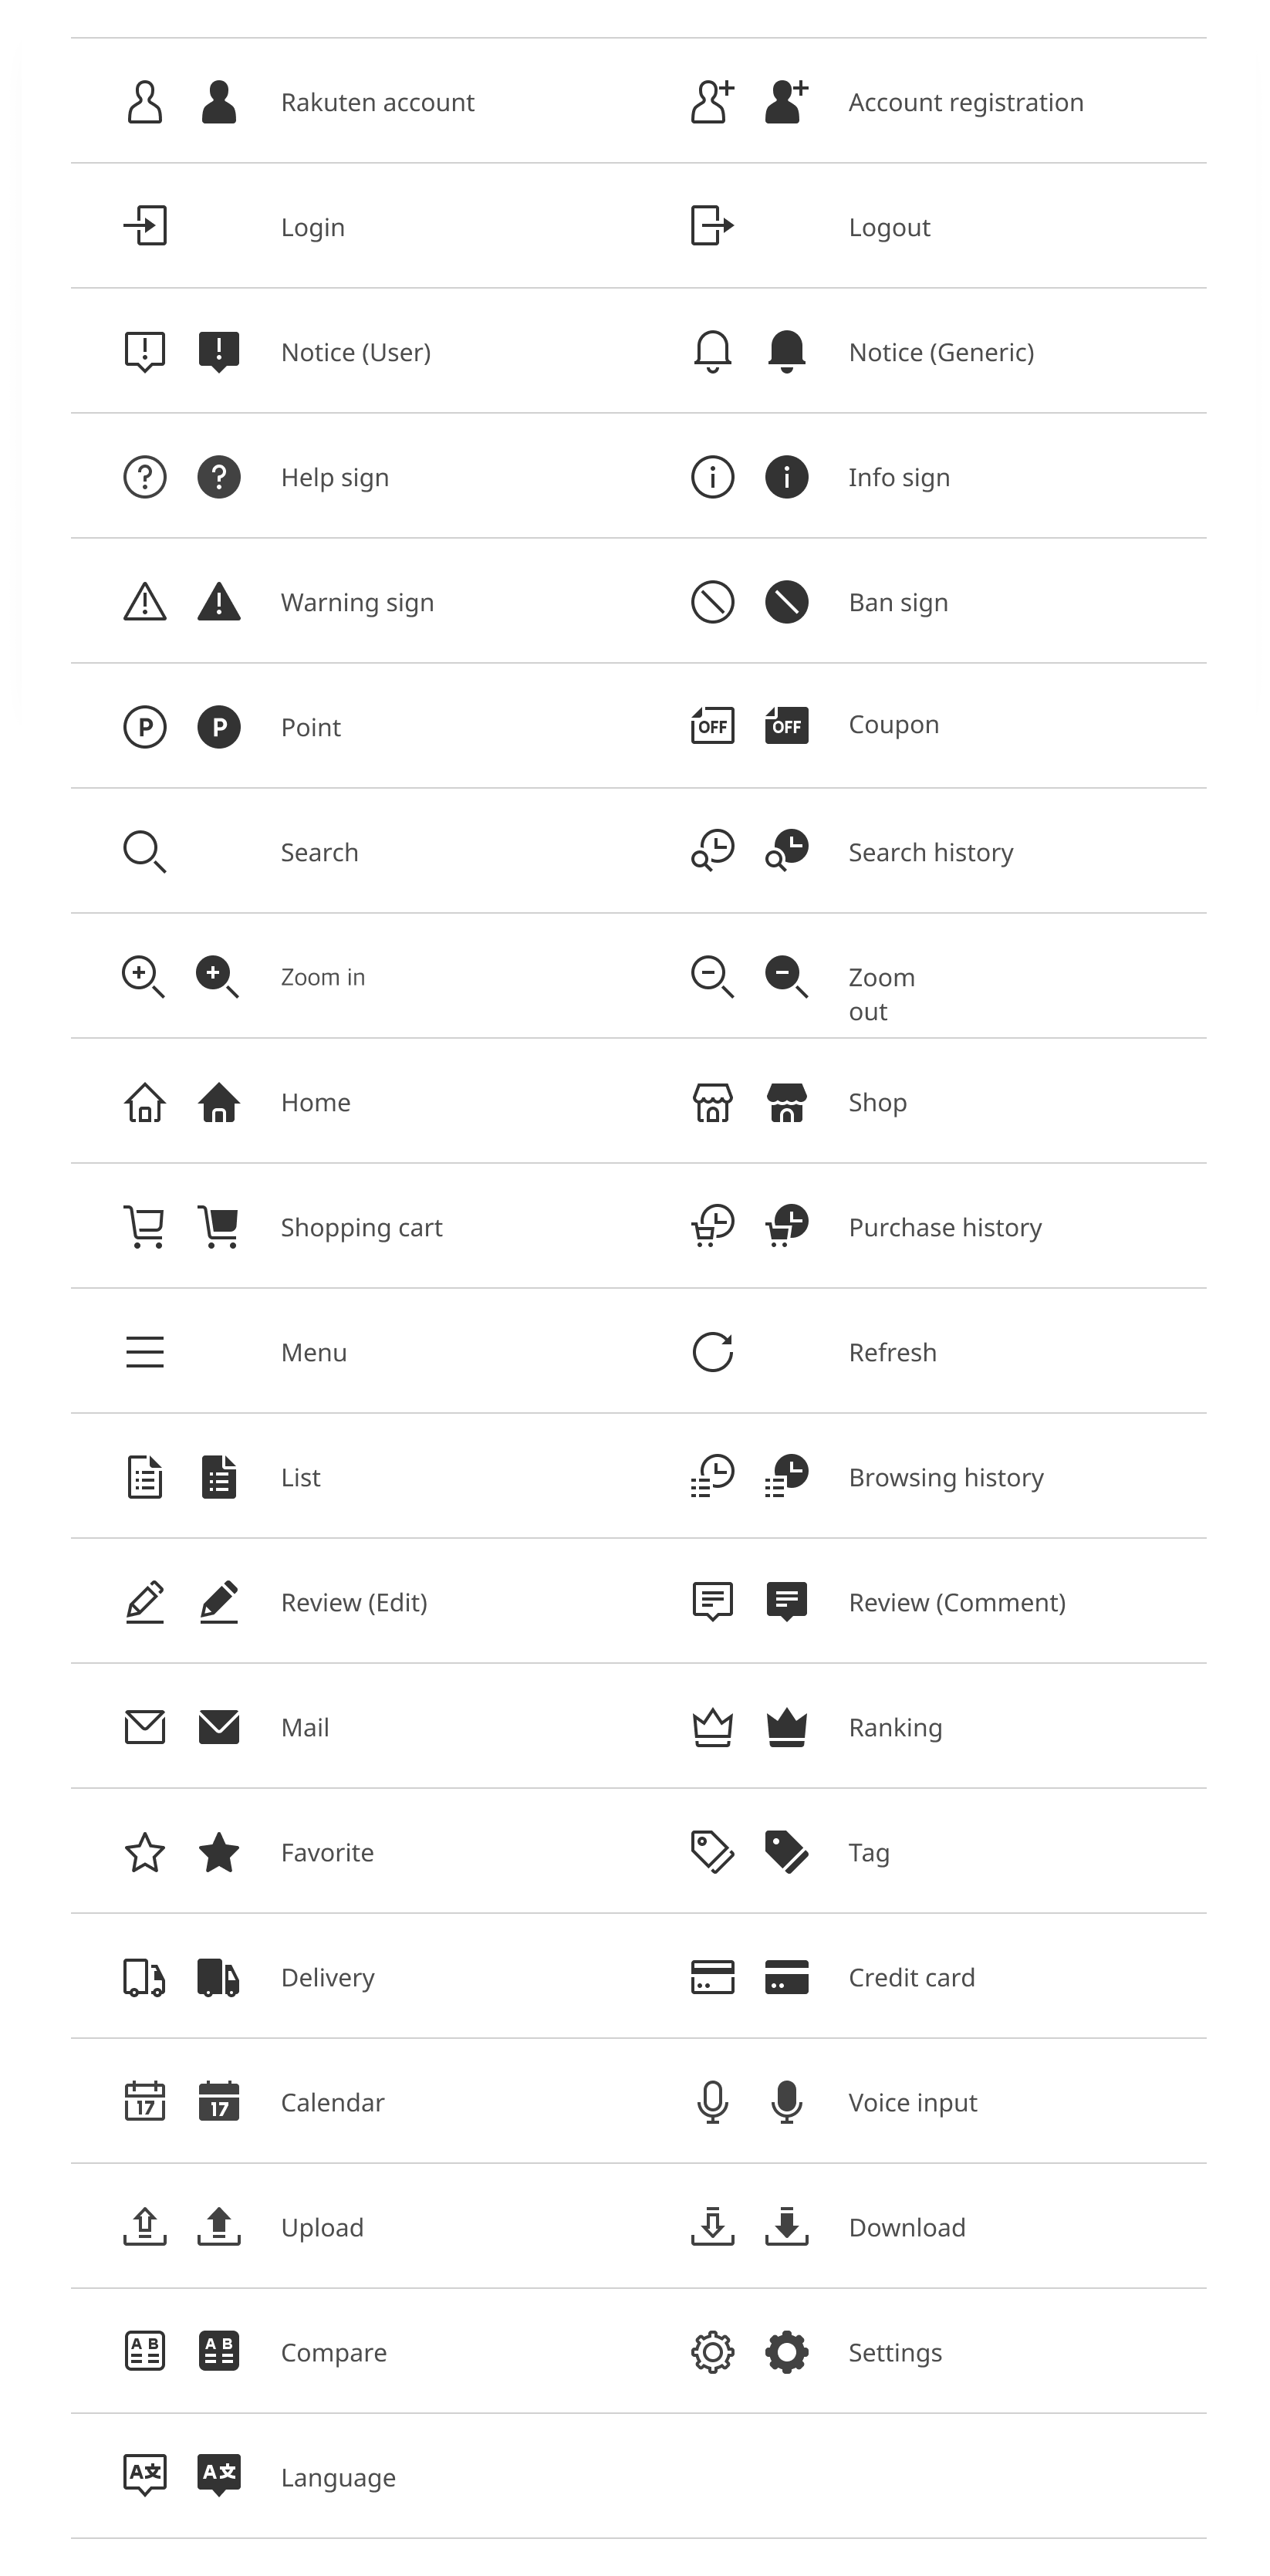 Rakuten account
Account registration
Login
Logout
! ! Notice (User)
Notice (Generic)
? ? Help sign
i i Info sign
! ! Warning sign
Ban sign
P P Point
OFF OFF Coupon
Search
Search history
Zoom in
Zoom
out
Home
Shop
Shopping cart
Purchase history
Menu
Refresh
List
Browsing history
Review (Edit)
Review (Comment)
Mail
Ranking
Favorite
Tag
Delivery
Credit card
17 17 Calendar
Voice input
Upload
Download
A B A B Compare
Settings
A文 A文 Language